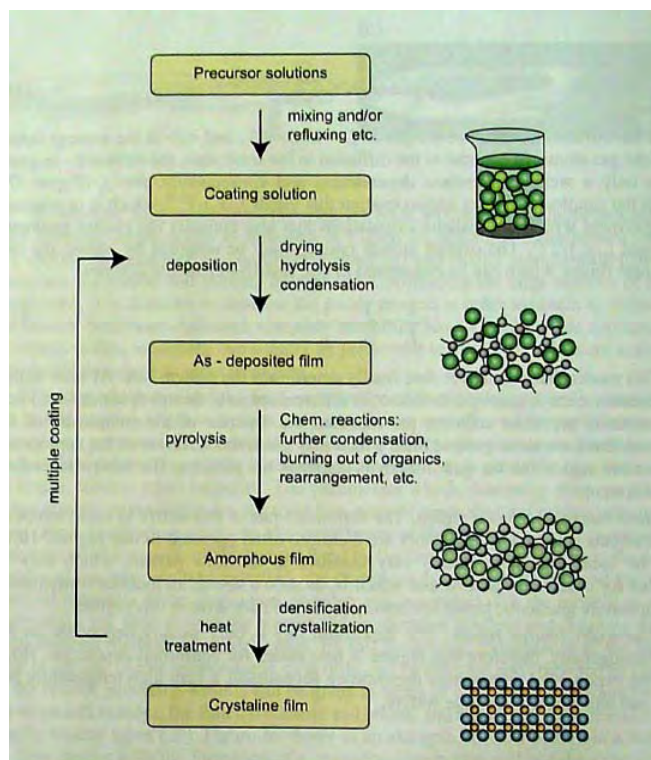 Precursor solutions
mixing and/or
refluxing etc.
Coating solution
deposition
drying
hydrolysis
condensation
As - deposited film
pyrolysis
Chem. reactions:
further condensation,
burning out of organics,
rearrangement, etc.
multiple coating
Amorphous film
heat
treatment
densification
crystallization
Crystaline film